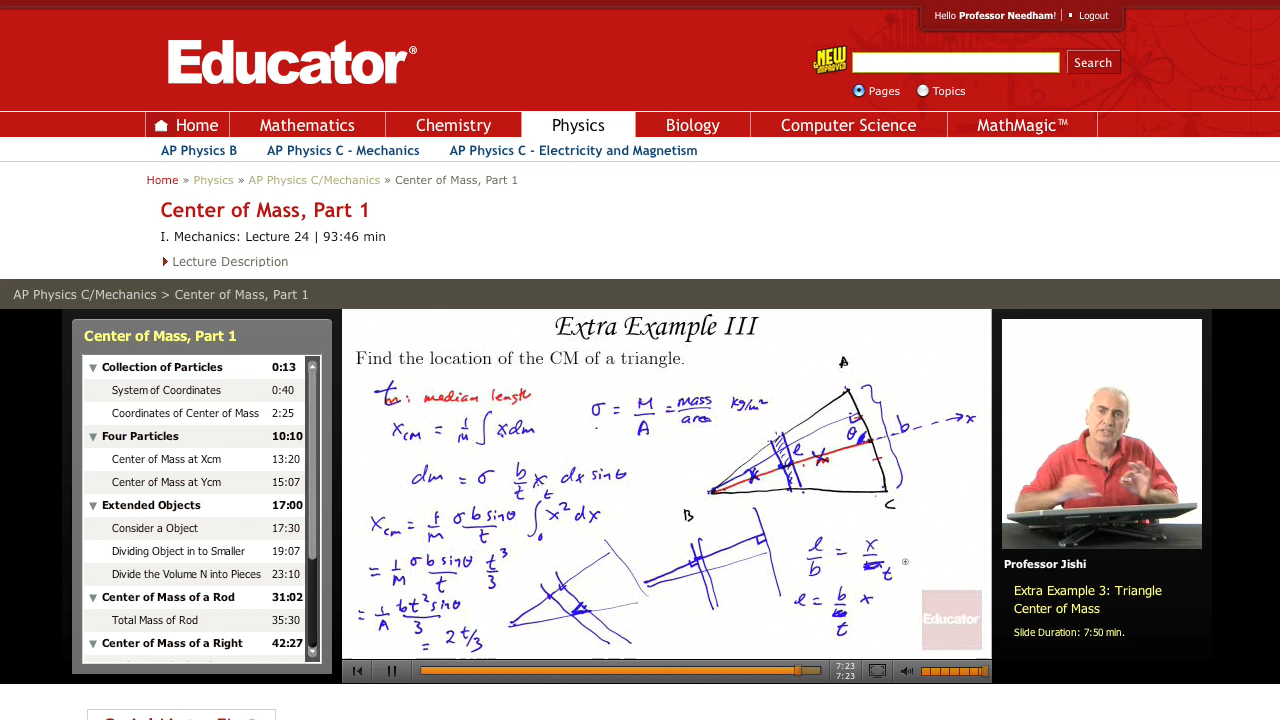 Hello Professor Needham! Logout
Educator®
NEW
& IMPROVED
Search
Pages Topics
Home Mathematics Chemistry Physics Biology Computer Science MathMagic™
AP Physics B AP Physics C - Mechanics AP Physics C - Electricity and Magnetism
Home » Physics » AP Physics C/Mechanics » Center of Mass, Part 1
Center of Mass, Part 1
I. Mechanics: Lecture 24 | 93:46 min
Lecture Description
AP Physics C/Mechanics > Center of Mass, Part 1
Center of Mass, Part 1
Collection of Particles 0:13
System of Coordinates 0:40
Coordinates of Center of Mass 2:25
Four Particles 10:10
Center of Mass at Xcm 13:20
Center of Mass at Ycm 15:07
Extended Objects 17:00
Consider a Object 17:30
Dividing Object in to Smaller 19:07
Divide the Volume N into Pieces 23:10
Center of Mass of a Rod 31:02
Total Mass of Rod 35:30
Center of Mass of a Right 42:27
Extra Example III
Find the location of the CM of a triangle.
t: median length
x_cm = 1/M ∫ x dm
σ = M/A = mass/area kg/m²
dm = σ b/t x dx sinθ
x_cm = 1/M σ b sinθ/t ∫₀ᵗ x² dx
= 1/M σ b sinθ/t t³/3
= 1/A bt² sinθ/3
= 2t/3
A
B
C
b
x
θ
l
x
l/b = x/t
l = b/t x
Educator
7:23
7:23
Professor Jishi
Extra Example 3: Triangle
Center of Mass
Slide Duration: 7:50 min.